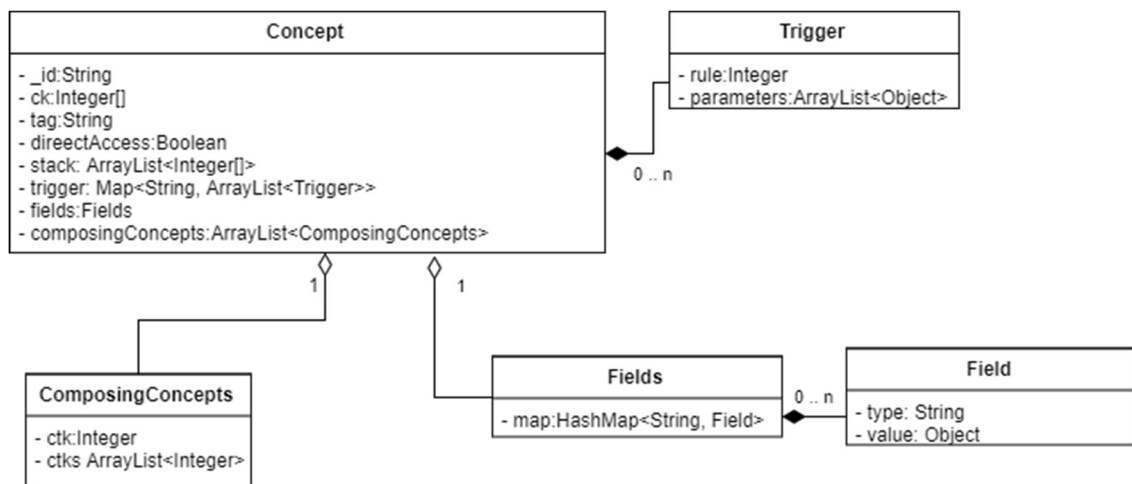 Concept
- _id:String
- ck:Integer[]
- tag:String
- direectAccess:Boolean
- stack: ArrayList<Integer[]>
- trigger: Map<String, ArrayList<Trigger>>
- fields:Fields
- composingConcepts:ArrayList<ComposingConcepts>
Trigger
- rule:Integer
- parameters:ArrayList<Object>
0 .. n
1
1
ComposingConcepts
- ctk:Integer
- ctks ArrayList<Integer>
Fields
- map:HashMap<String, Field>
0 .. n
Field
- type: String
- value: Object